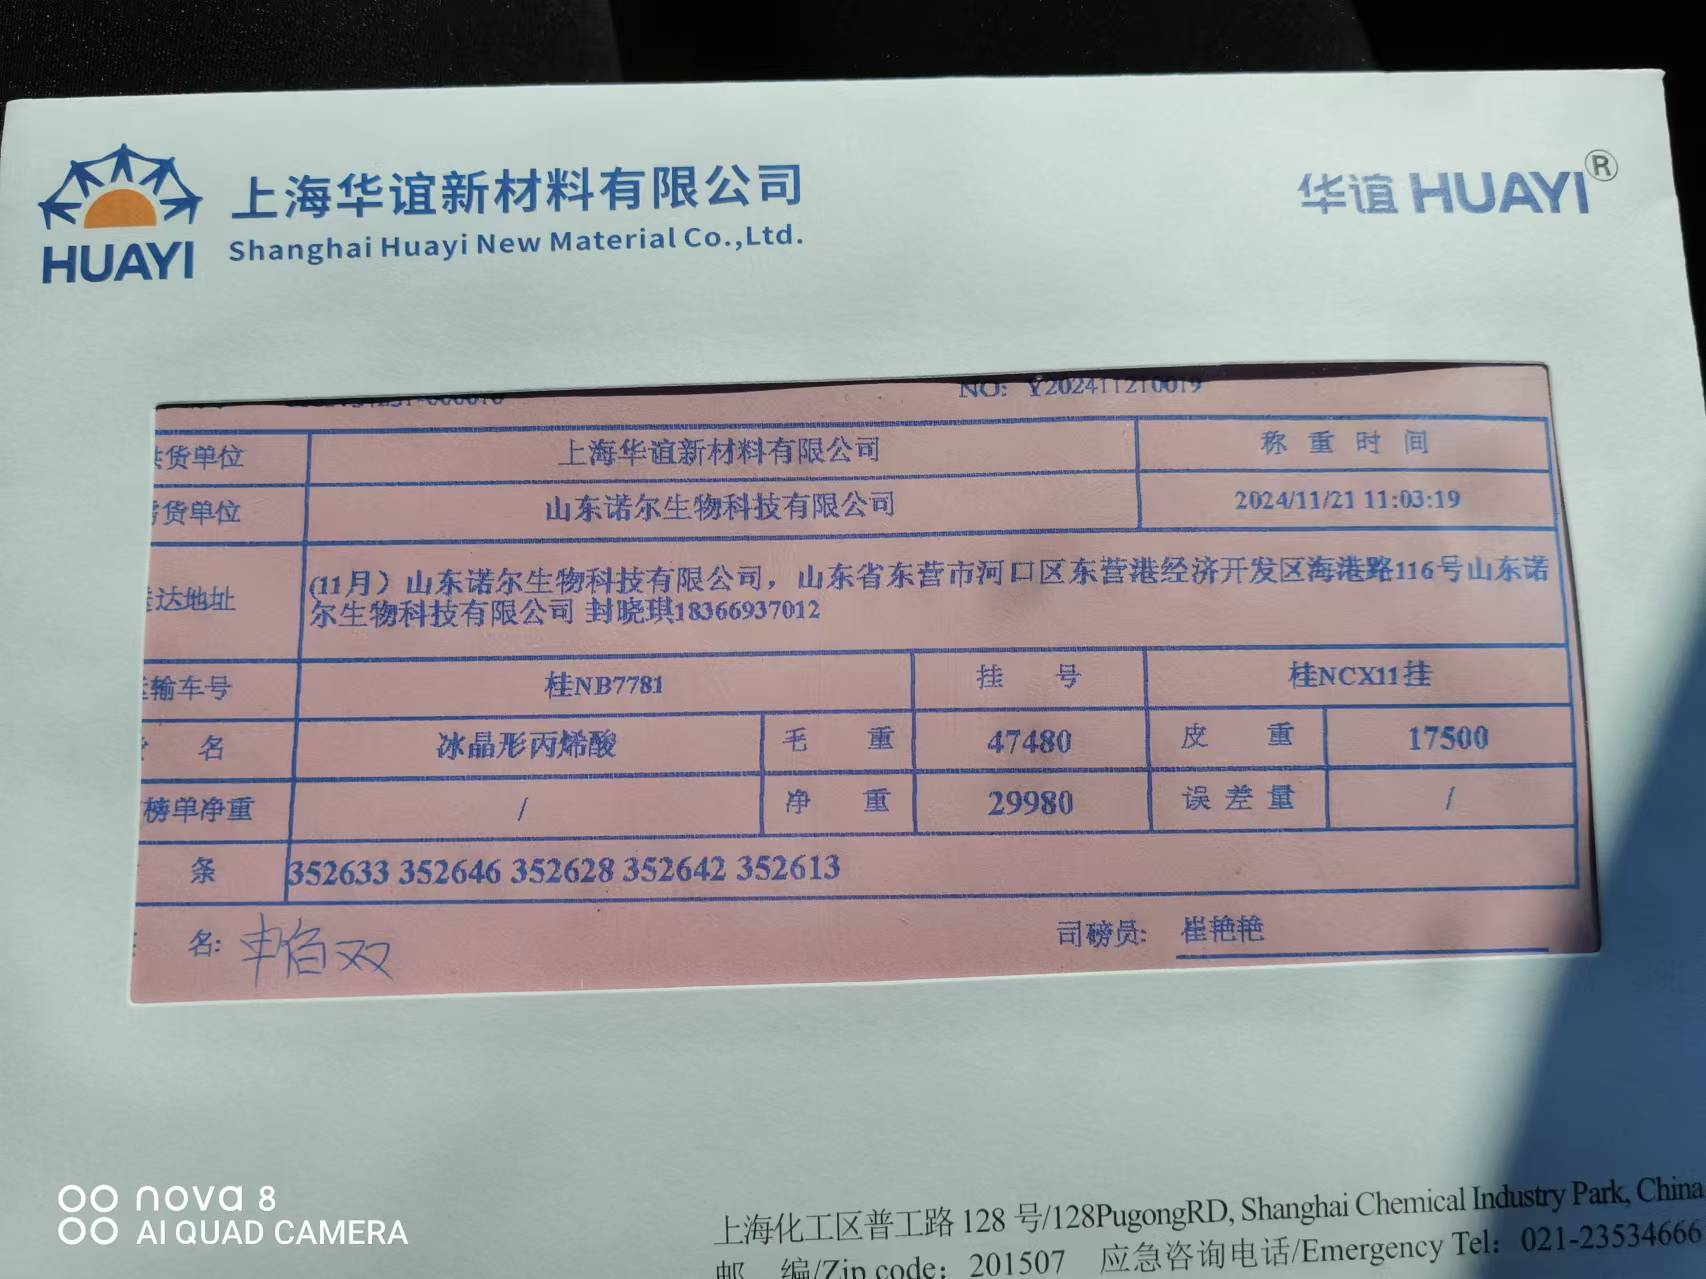 上海华谊新材料有限公司
Shanghai Huayi New Material Co.,Ltd.
HUAYI
华谊 HUAYI®
NO: Y202411210019
货单位 上海华谊新材料有限公司 称重时间
货单位 山东诺尔生物科技有限公司 2024/11/21 11:03:19
达地址 (11月）山东诺尔生物科技有限公司，山东省东营市河口区东营港经济开发区海港路116号山东诺
尔生物科技有限公司 封晓琪18366937012
输车号 桂NB7781 挂 号 桂NCX11挂
名 冰晶形丙烯酸 毛 重 47480 皮 重 17500
榜单净重 / 净 重 29980 误差量 /
条 352633 352646 352628 352642 352613
名: 申伯双 司磅员: 崔艳艳
上海化工区普工路 128 号/128PugongRD, Shanghai Chemical Industry Park, China
邮 编/Zip code: 201507 应急咨询电话/Emergency Tel: 021-23534666
nova 8
AI QUAD CAMERA